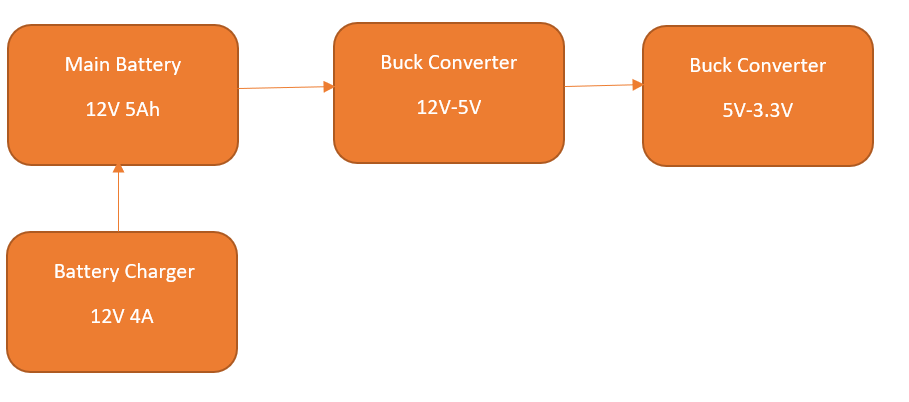 Main Battery
12V 5Ah
Buck Converter
12V-5V
Buck Converter
5V-3.3V
Battery Charger
12V 4A